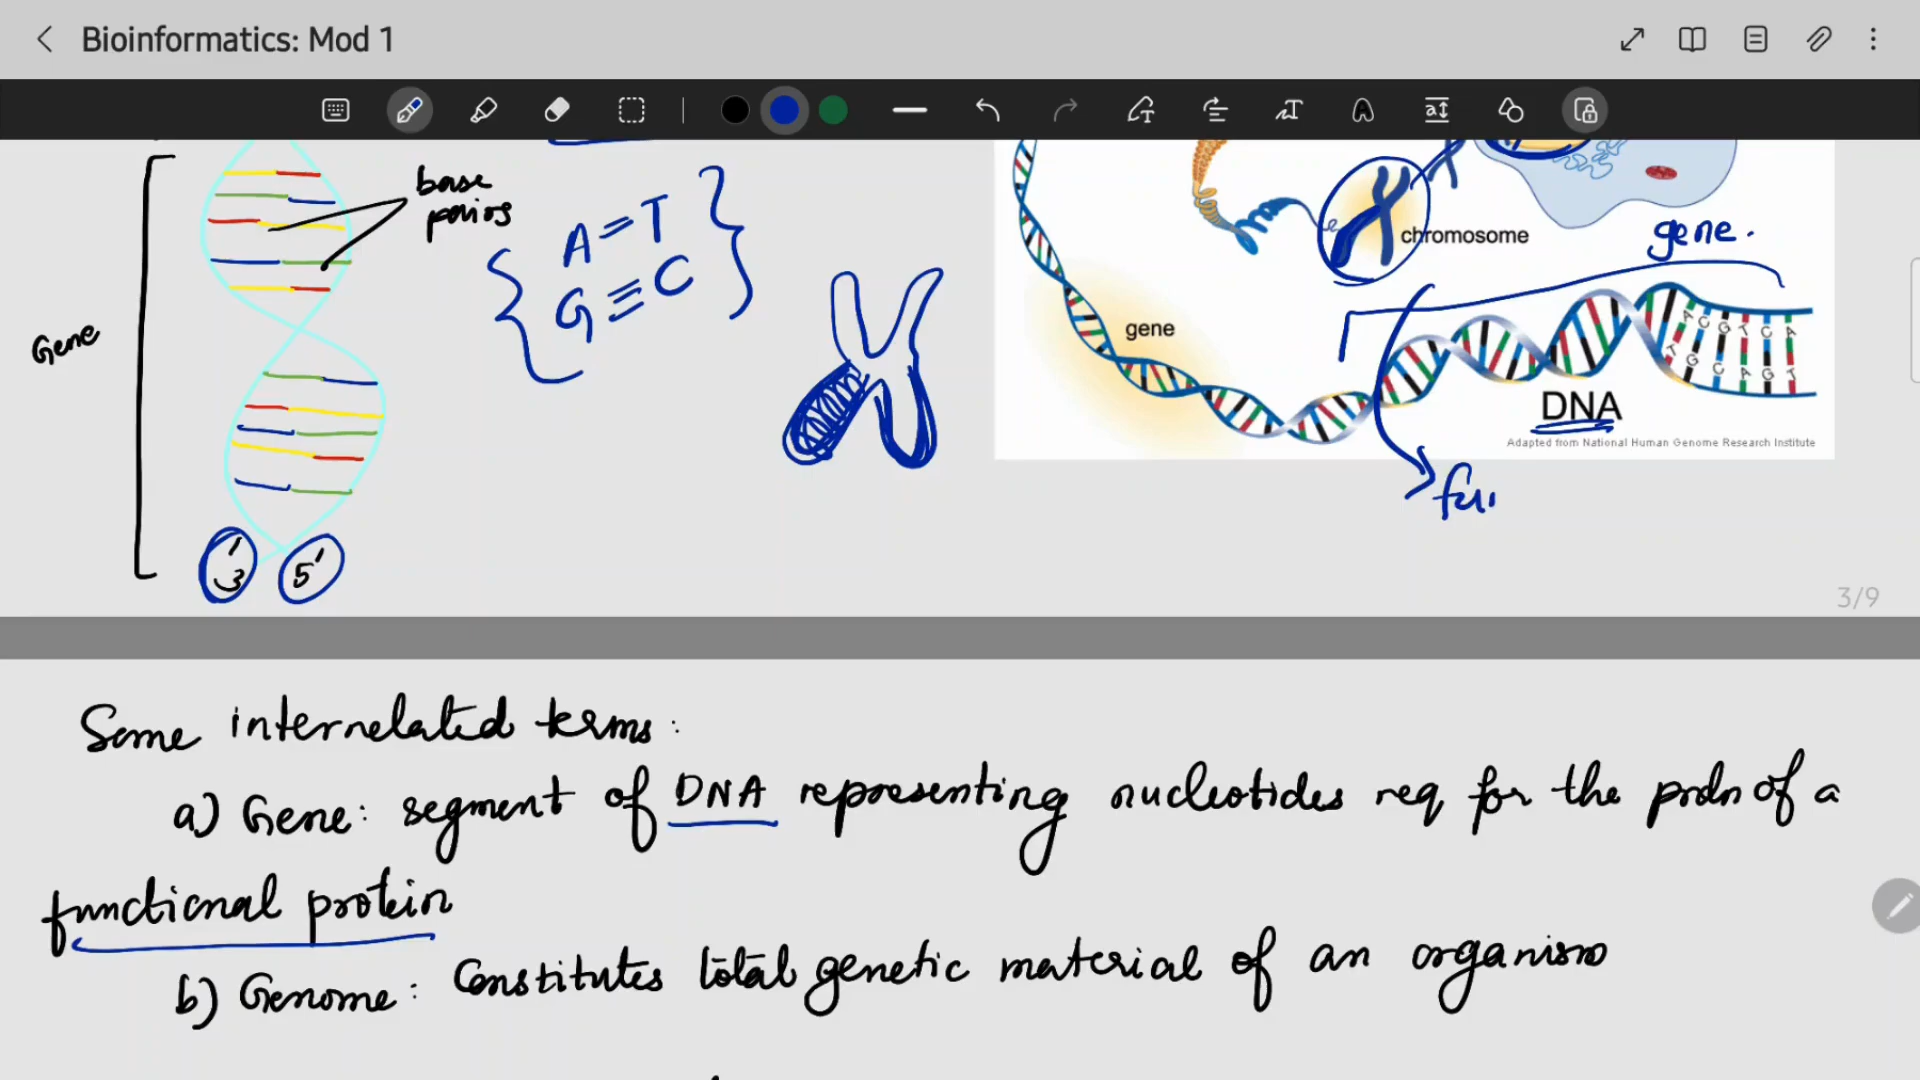 Bioinformatics: Mod 1
base
pairs
A=T
G≡C
Gene
3'
5'
chromosome
gene.
gene
A C G T C A
T G C A G T
DNA
Adapted from National Human Genome Research Institute
3/9
Some interrelated terms:
a) Gene: segment of DNA representing nucleotides req for the prdn of a
functional protein
b) Genome: Constitutes total genetic material of an organism